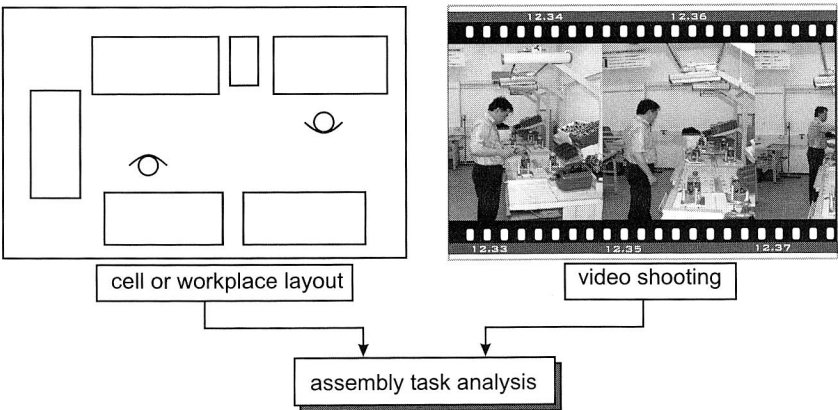 12.34 12.36
12.33 12.35 12.37
cell or workplace layout
video shooting
assembly task analysis